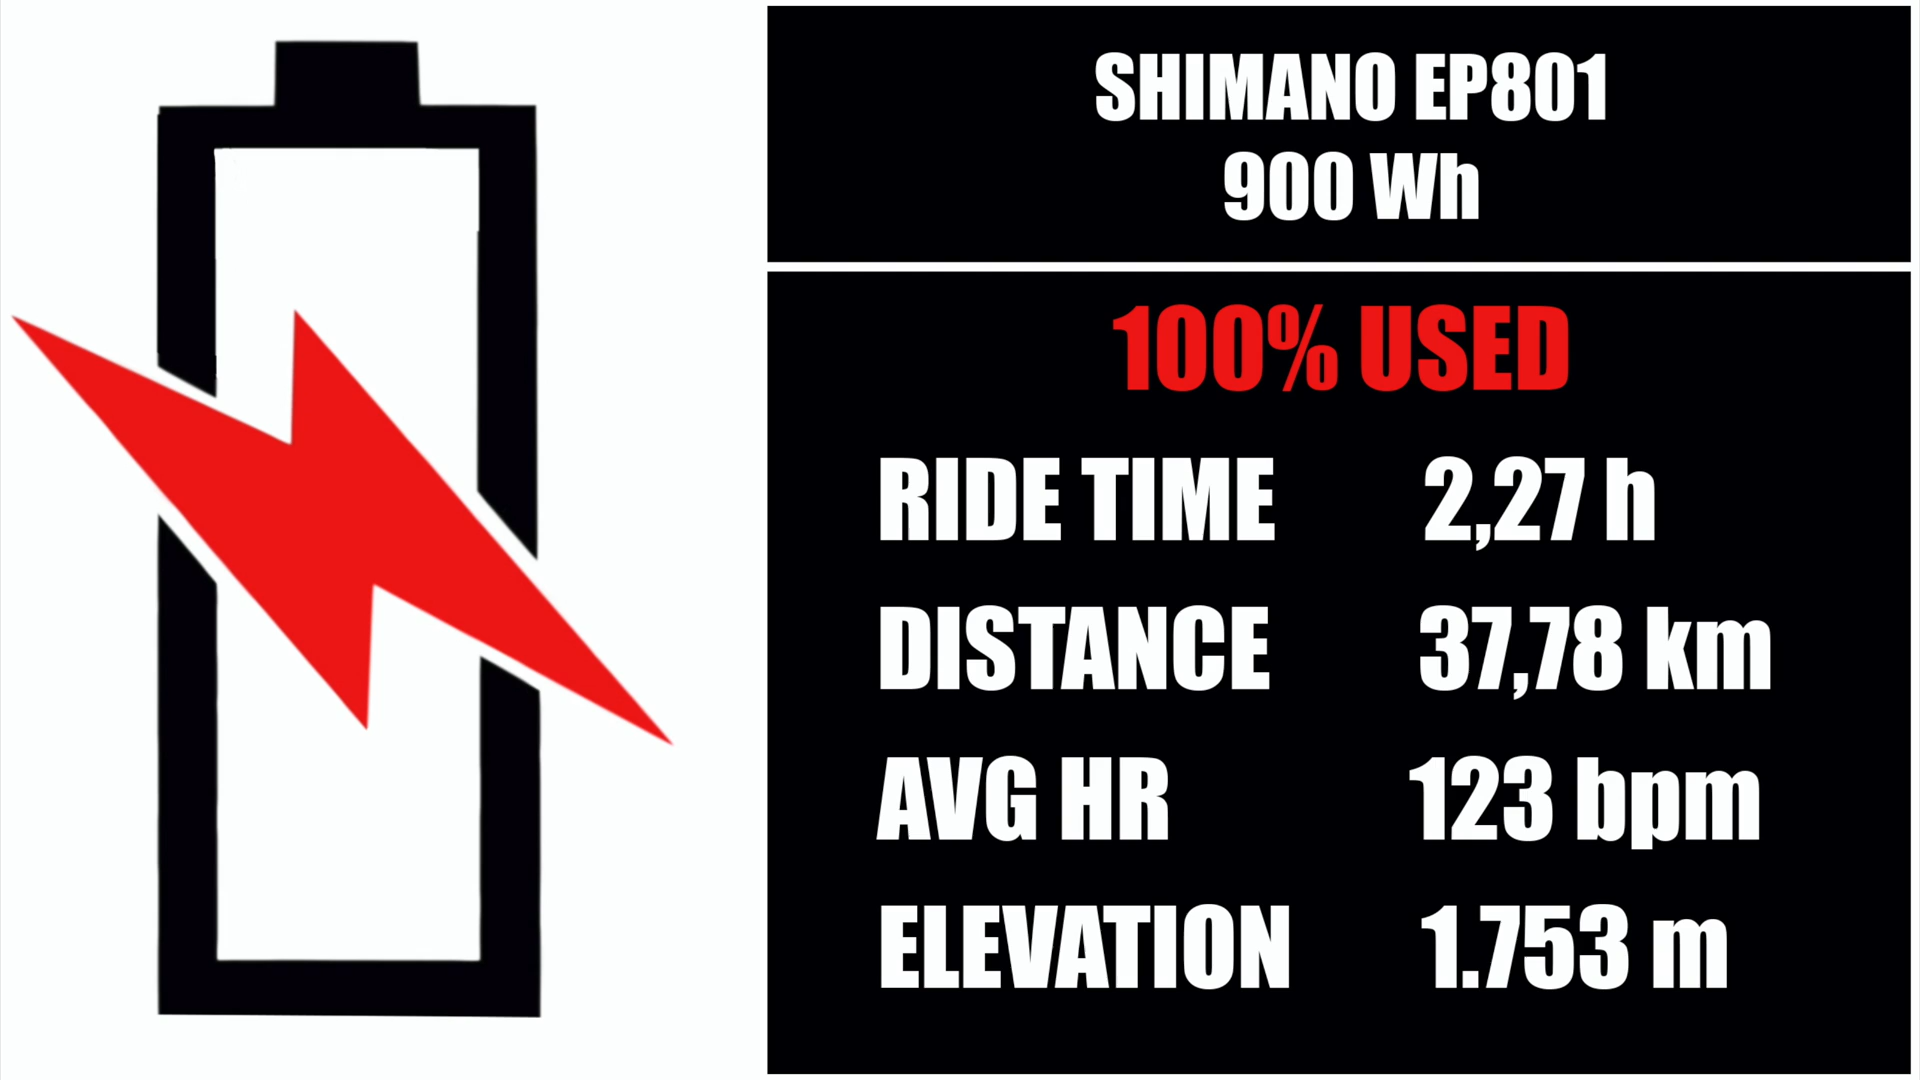 SHIMANO EP801
900 Wh
100% USED
RIDE TIME 2,27 h
DISTANCE 37,78 km
AVG HR 123 bpm
ELEVATION 1.753 m